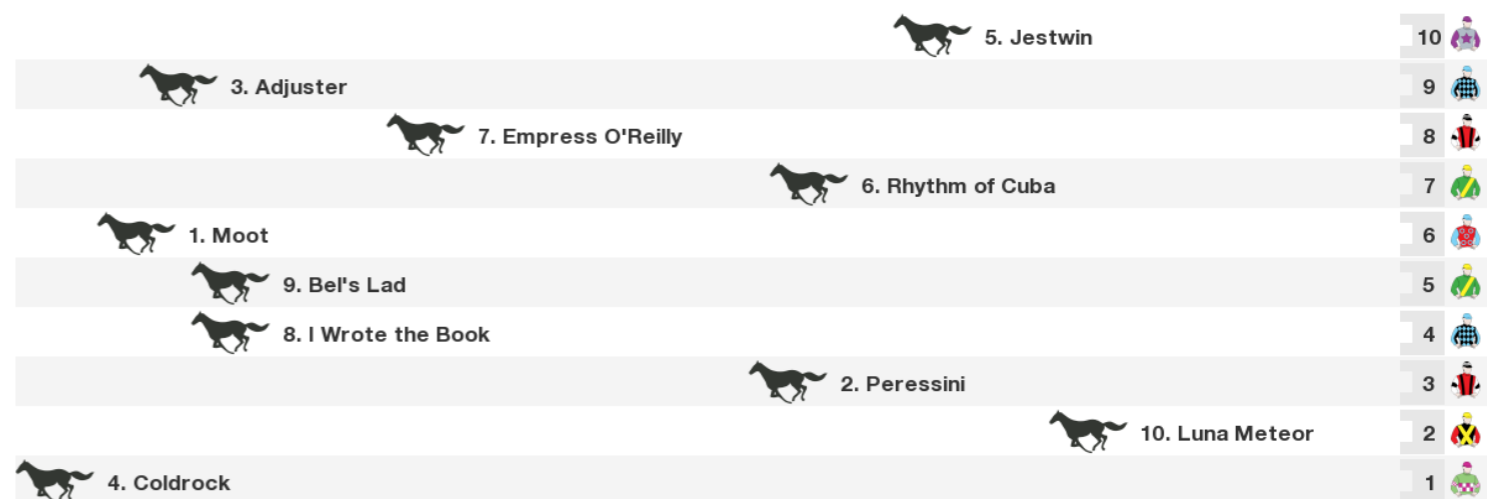 5. Jestwin 10
3. Adjuster 9
7. Empress O'Reilly 8
6. Rhythm of Cuba 7
1. Moot 6
9. Bel's Lad 5
8. I Wrote the Book 4
2. Peressini 3
10. Luna Meteor 2
4. Coldrock 1